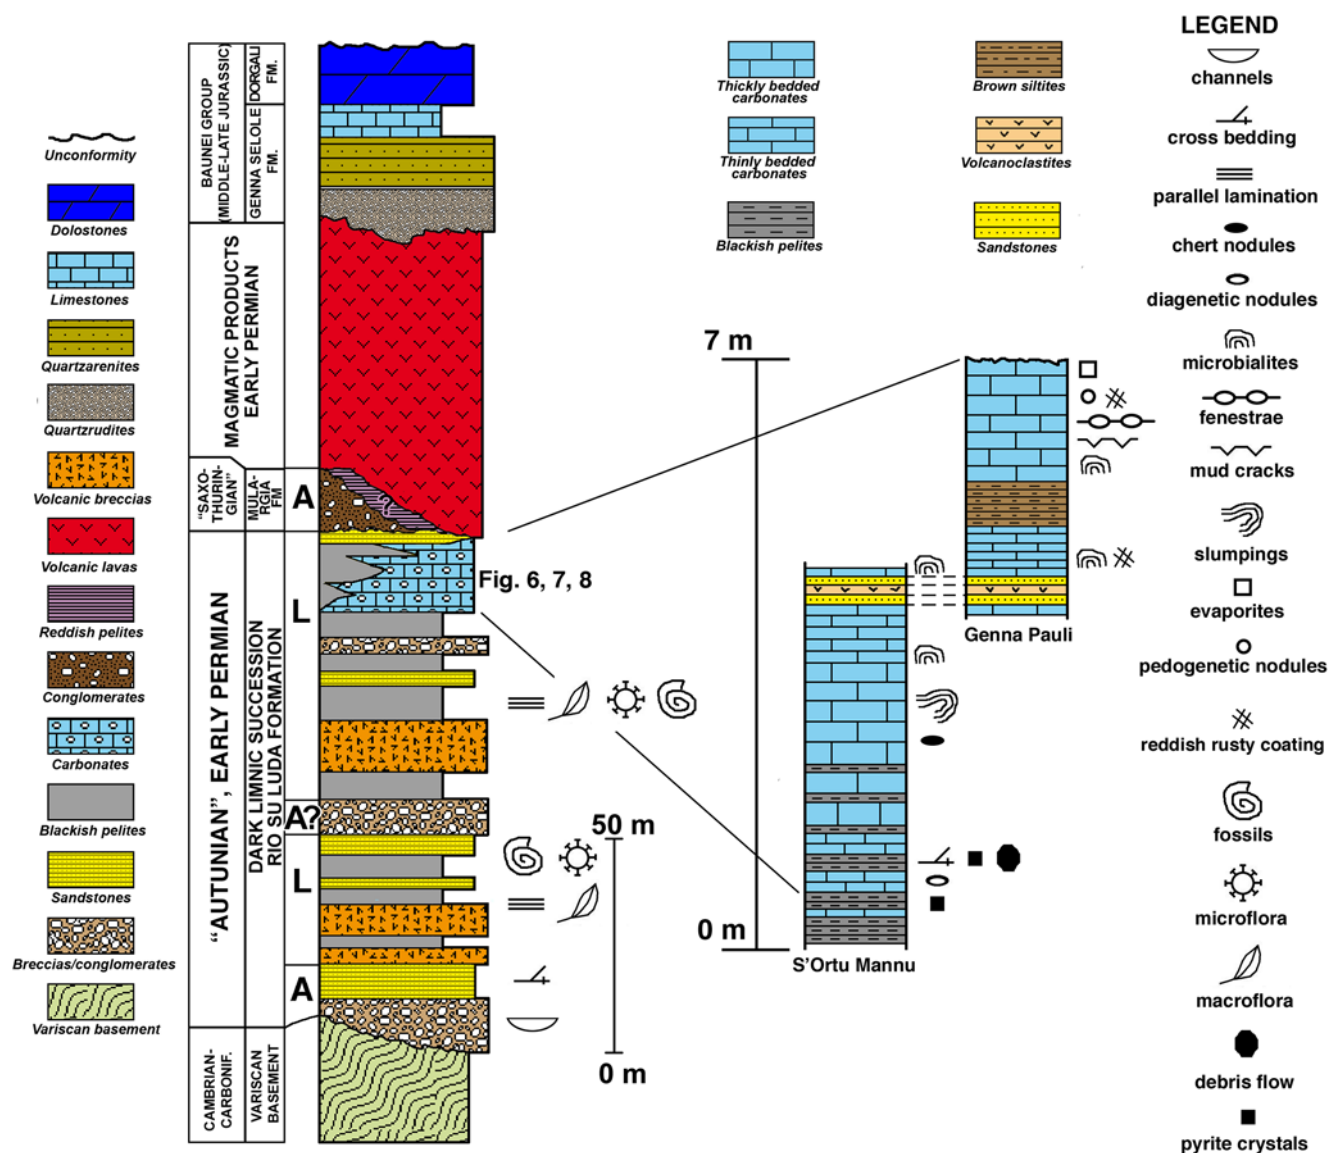 LEGEND
channels
cross bedding
parallel lamination
chert nodules
diagenetic nodules
microbialites
fenestrae
mud cracks
slumpings
evaporites
pedogenetic nodules
reddish rusty coating
fossils
microflora
macroflora
debris flow
pyrite crystals
Thickly bedded
carbonates
Thinly bedded
carbonates
Blackish pelites
Brown siltites
Volcanoclastites
Sandstones
Unconformity
Dolostones
Limestones
Quartzarenites
Quartzrudites
Volcanic breccias
Volcanic lavas
Reddish pelites
Conglomerates
Carbonates
Blackish pelites
Sandstones
Breccias/conglomerates
Variscan basement
BAUNEI GROUP
(MIDDLE-LATE JURASSIC)
DORGALI
FM.
GENNA SELOLE
FM.
MAGMATIC PRODUCTS
EARLY PERMIAN
"SAXO-
THURIN-
GIAN"
MULA-
RGIA
FM
A
"AUTUNIAN", EARLY PERMIAN
DARK LIMNIC SUCCESSION
RIO SU LUDA FORMATION
L
A?
L
A
CAMBRIAN-
CARBONIF.
VARISCAN
BASEMENT
Fig. 6, 7, 8
50 m
0 m
7 m
0 m
Genna Pauli
S'Ortu Mannu